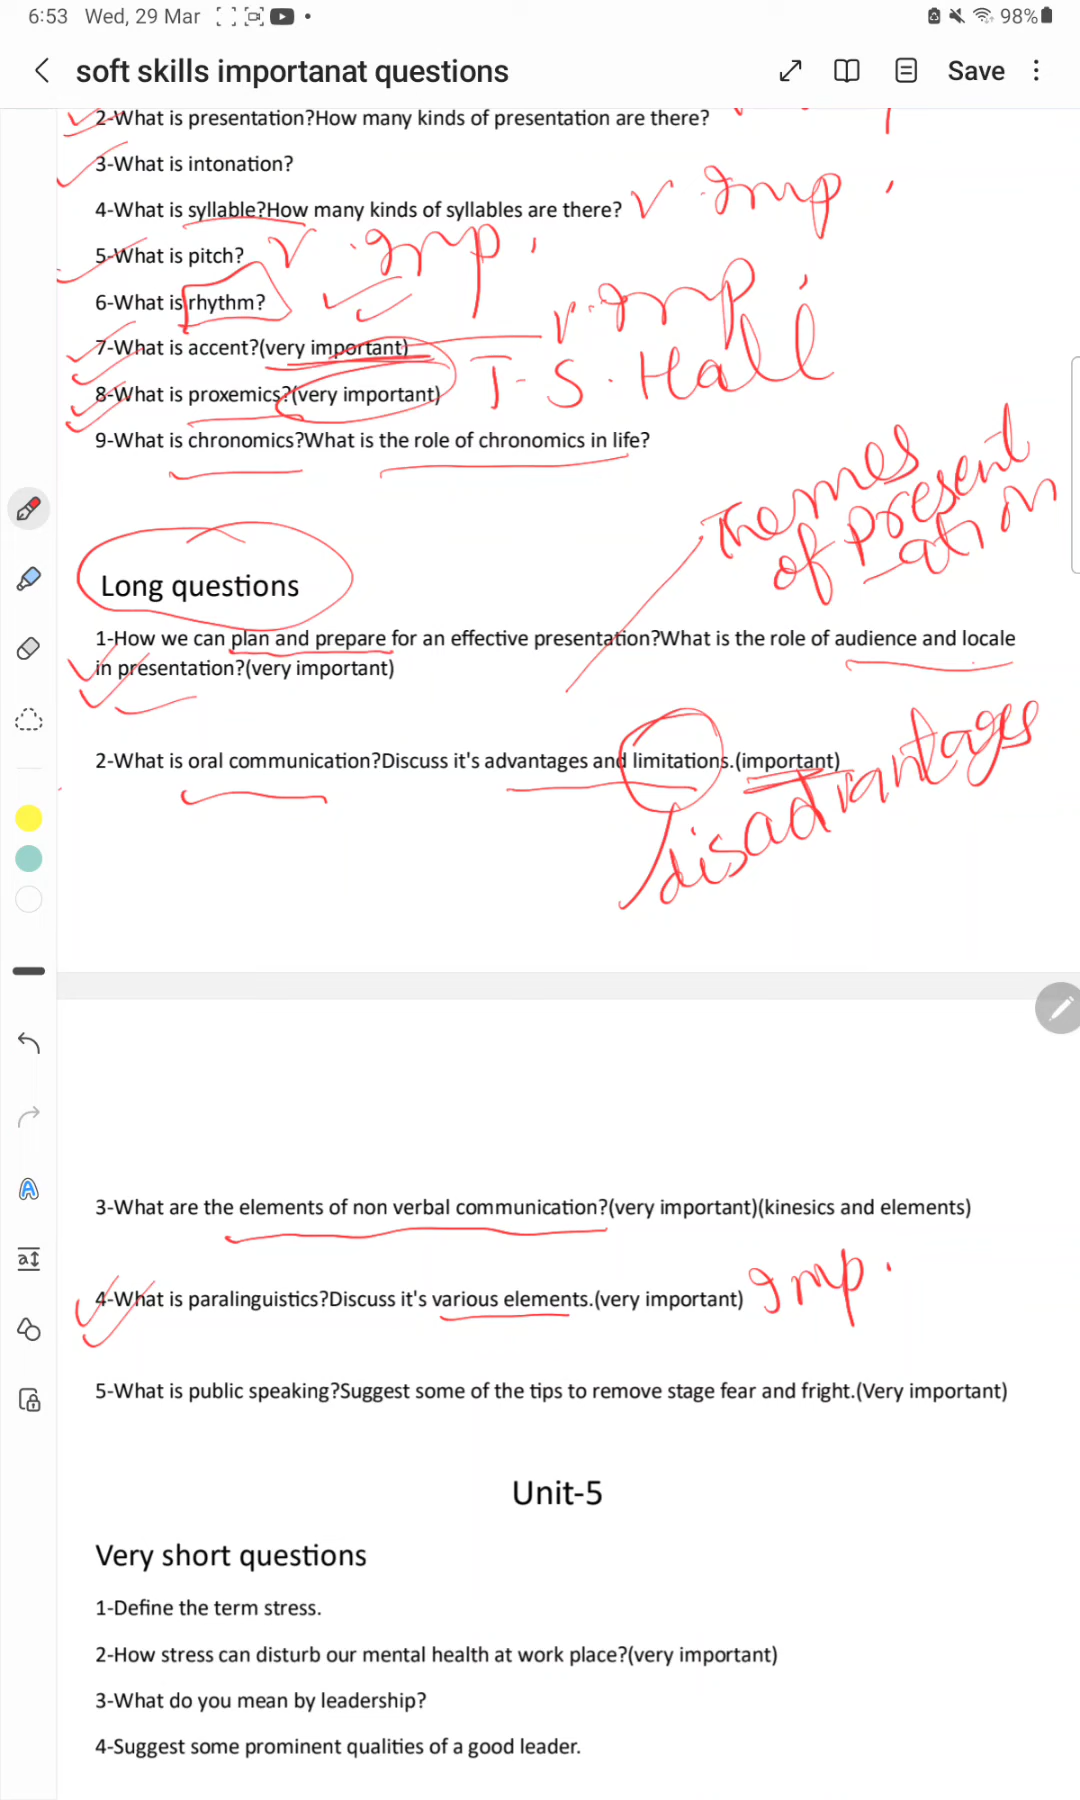 6:53 Wed, 29 Mar 98%
soft skills importanat questions Save
2-What is presentation?How many kinds of presentation are there?
3-What is intonation?
4-What is syllable?How many kinds of syllables are there? v Imp.
5-What is pitch? v. Imp.
6-What is rhythm? v. Imp
7-What is accent?(very important)
8-What is proxemics?(very important) T.S. Hall
9-What is chronomics?What is the role of chronomics in life?
Themes
of present
-ation
Long questions
1-How we can plan and prepare for an effective presentation?What is the role of audience and locale
in presentation?(very important)
2-What is oral communication?Discuss it's advantages and limitations.(important)
disadvantages
3-What are the elements of non verbal communication?(very important)(kinesics and elements)
4-What is paralinguistics?Discuss it's various elements.(very important) Imp.
5-What is public speaking?Suggest some of the tips to remove stage fear and fright.(Very important)
Unit-5
Very short questions
1-Define the term stress.
2-How stress can disturb our mental health at work place?(very important)
3-What do you mean by leadership?
4-Suggest some prominent qualities of a good leader.